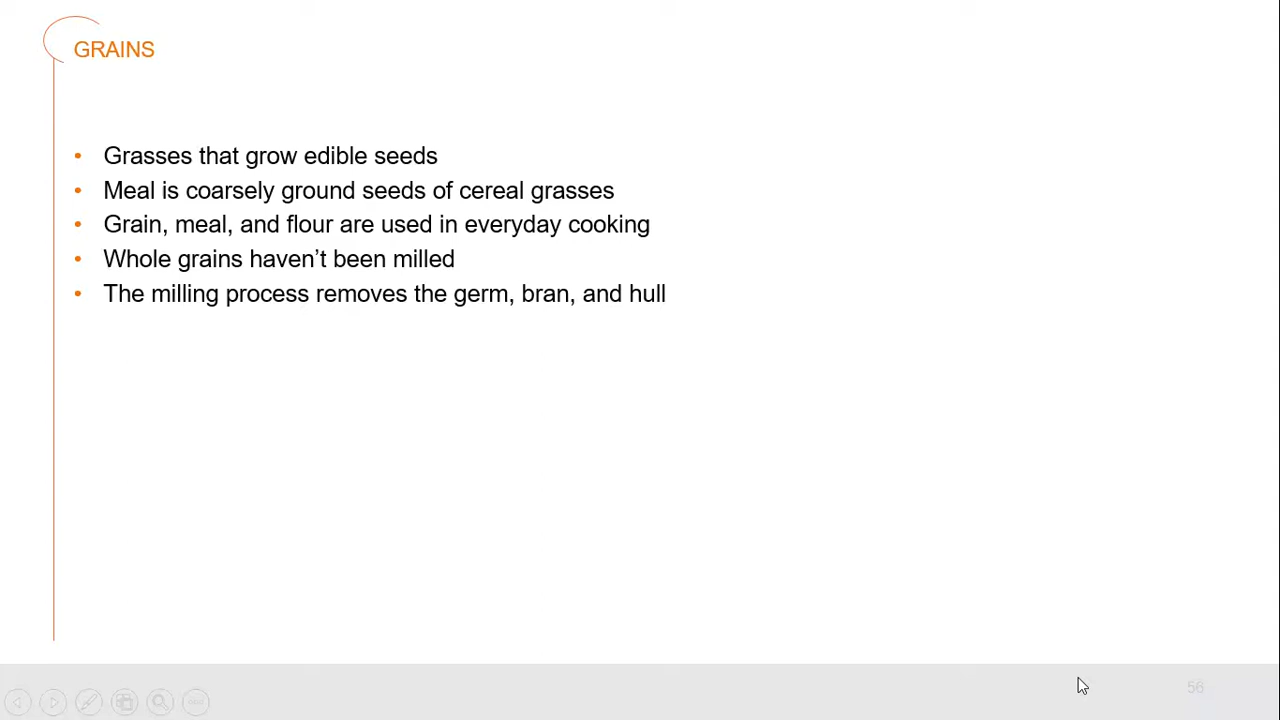 GRAINS
• Grasses that grow edible seeds
• Meal is coarsely ground seeds of cereal grasses
• Grain, meal, and flour are used in everyday cooking
• Whole grains haven’t been milled
• The milling process removes the germ, bran, and hull
56